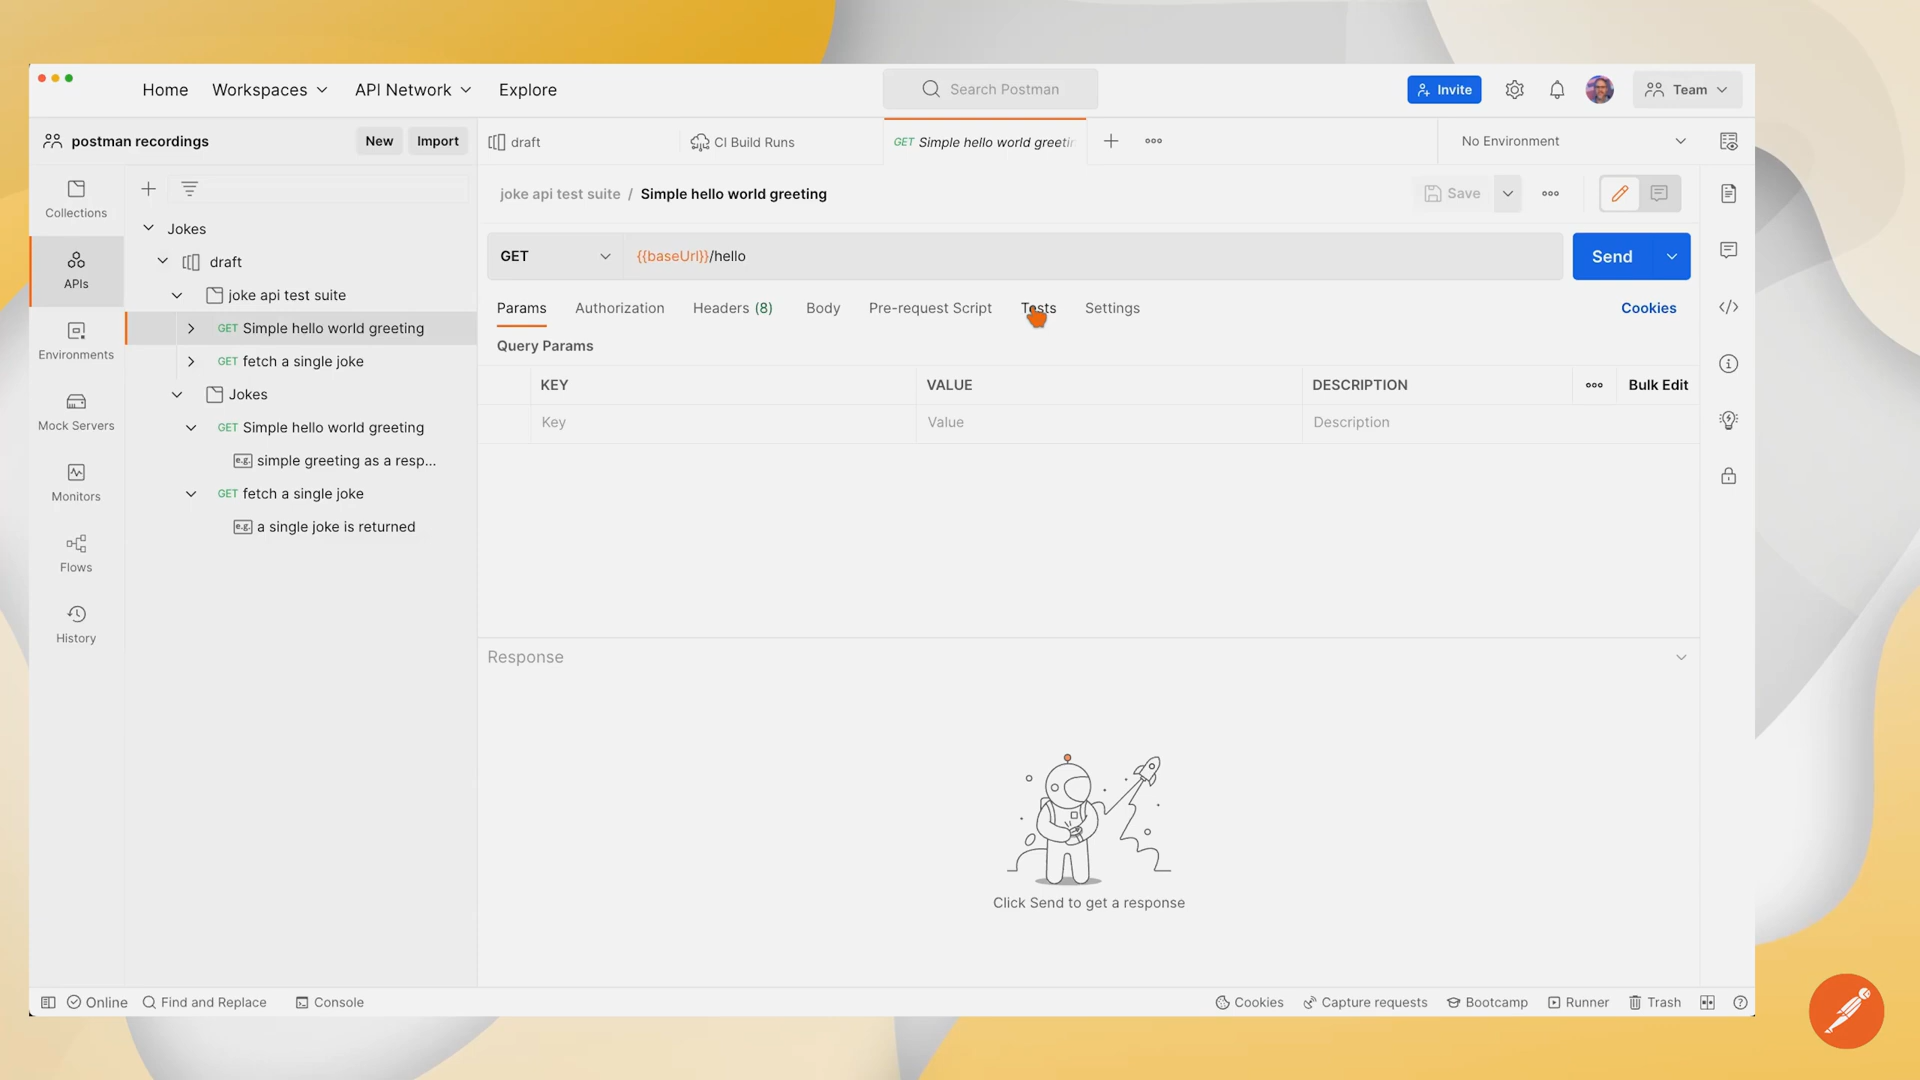 Home Workspaces API Network Explore Search Postman Invite Team
postman recordings New Import draft CI Build Runs GET Simple hello world greeti No Environment
Collections
APIs
Environments
Mock Servers
Monitors
Flows
History
Jokes
draft
joke api test suite
GET Simple hello world greeting
GET fetch a single joke
Jokes
GET Simple hello world greeting
e.g. simple greeting as a resp...
GET fetch a single joke
e.g. a single joke is returned
joke api test suite / Simple hello world greeting Save
GET {{baseUrl}}/hello Send
Params Authorization Headers (8) Body Pre-request Script Tests Settings Cookies
Query Params
KEY VALUE DESCRIPTION Bulk Edit
Key Value Description
Response
Click Send to get a response
Online Find and Replace Console Cookies Capture requests Bootcamp Runner Trash